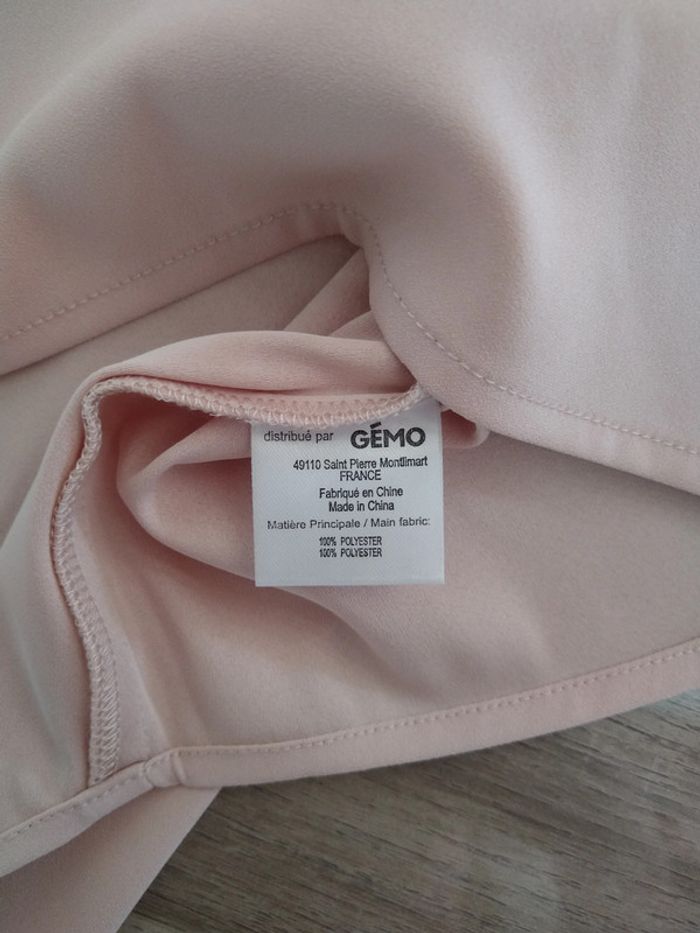 distribué par GÉMO
49110 Saint Pierre Montlimart
FRANCE
Fabriqué en Chine
Made in China
Matière Principale / Main fabric:
100% POLYESTER
100% POLYESTER